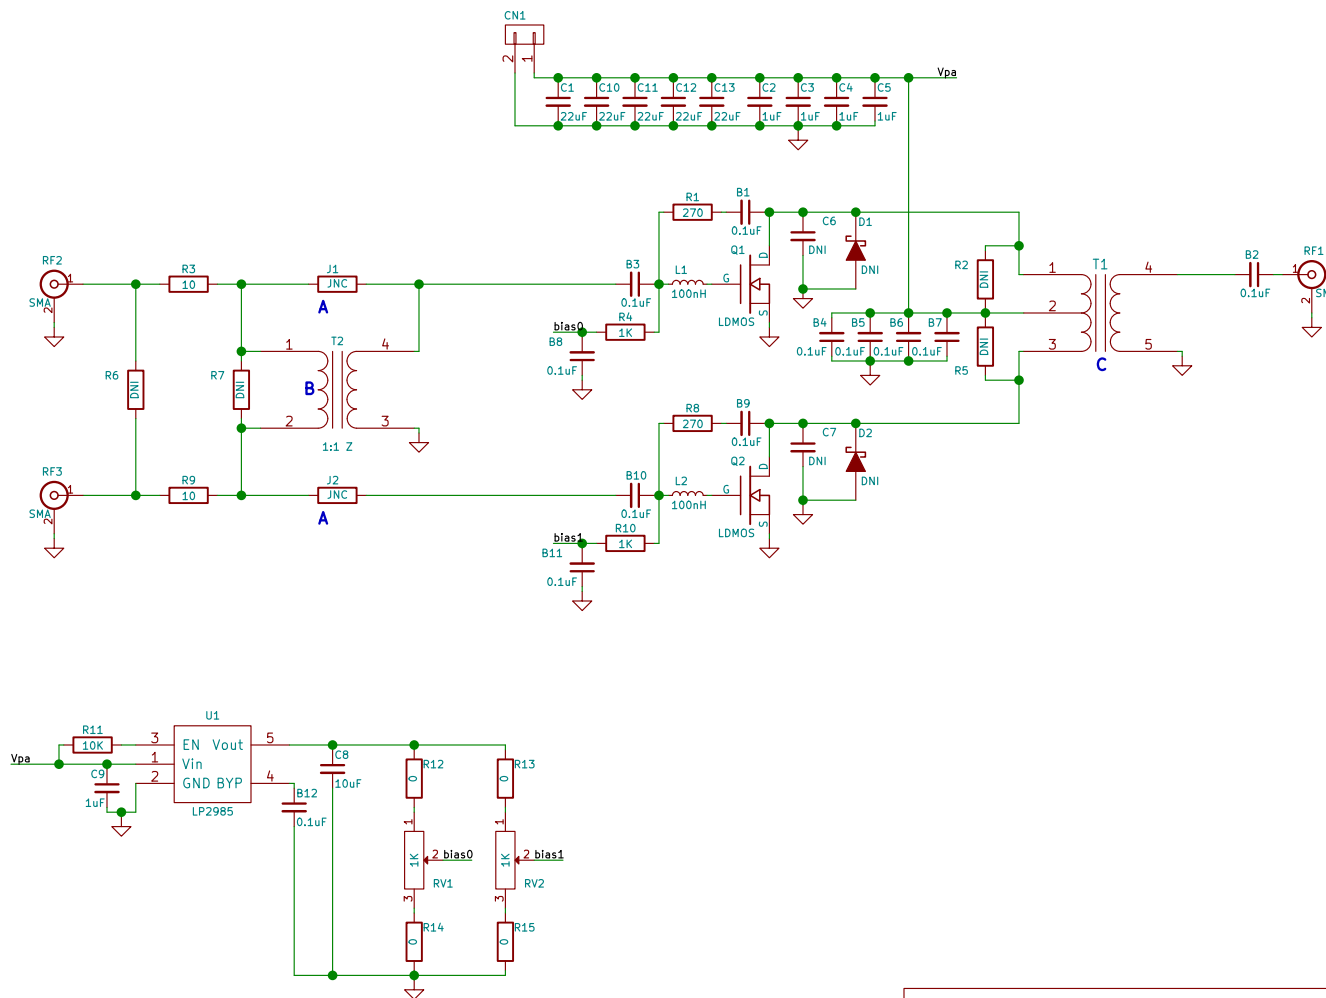 CN1
2 1
Vpa
C1 C10 C11 C12 C13 C2 C3 C4 C5
22uF 22uF 22uF 22uF 22uF 1uF 1uF 1uF 1uF
R1
270
B1
0.1uF
C6
DNI
D1
DNI
Q1
D
G
S
LDMOS
RF2
1
SMA
2
R3
10
J1
JNC
A
B3
0.1uF
L1
100nH
bias0
R4
1K
B8
0.1uF
B4 B5 B6 B7
0.1uF 0.1uF 0.1uF 0.1uF
R2
DNI
R5
DNI
T1
1
2
3
4
5
C
B2
0.1uF
RF1
1
2
R6
DNI
R7
DNI
T2
1
2
4
3
B
1:1 Z
R8
270
B9
0.1uF
C7
DNI
D2
DNI
Q2
D
G
S
LDMOS
RF3
1
SMA
2
R9
10
J2
JNC
A
B10
0.1uF
L2
100nH
bias1
R10
1K
B11
0.1uF
U1
R11
10K
Vpa
C9
1uF
3 EN Vout 5
1 Vin
2 GND BYP 4
LP2985
B12
0.1uF
C8
10uF
R12
0
R13
0
1
1K
2 bias0
RV1
3
1
1K
2 bias1
RV2
3
R14
0
R15
0